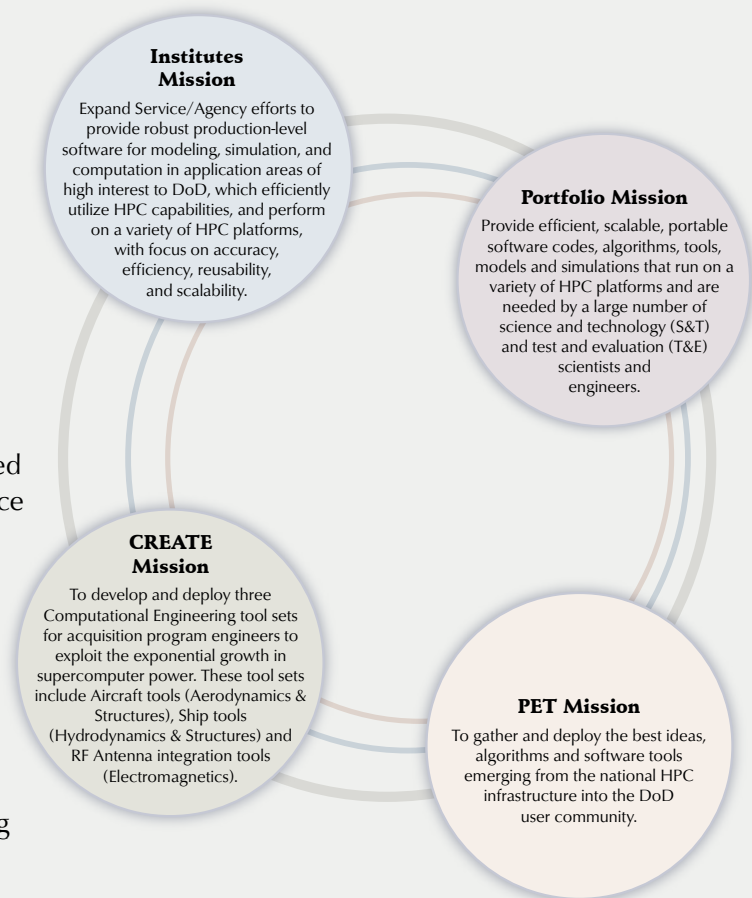 Institutes
Mission
Expand Service/Agency efforts to
provide robust production-level
software for modeling, simulation, and
computation in application areas of
high interest to DoD, which efficiently
utilize HPC capabilities, and perform
on a variety of HPC platforms,
with focus on accuracy,
efficiency, reusability,
and scalability.
Portfolio Mission
Provide efficient, scalable, portable
software codes, algorithms, tools,
models and simulations that run on a
variety of HPC platforms and are
needed by a large number of
science and technology (S&T)
and test and evaluation (T&E)
scientists and
engineers.
CREATE
Mission
To develop and deploy three
Computational Engineering tool sets
for acquisition program engineers to
exploit the exponential growth in
supercomputer power. These tool sets
include Aircraft tools (Aerodynamics &
Structures), Ship tools
(Hydrodynamics & Structures) and
RF Antenna integration tools
(Electromagnetics).
PET Mission
To gather and deploy the best ideas,
algorithms and software tools
emerging from the national HPC
infrastructure into the DoD
user community.
ed
ce
g